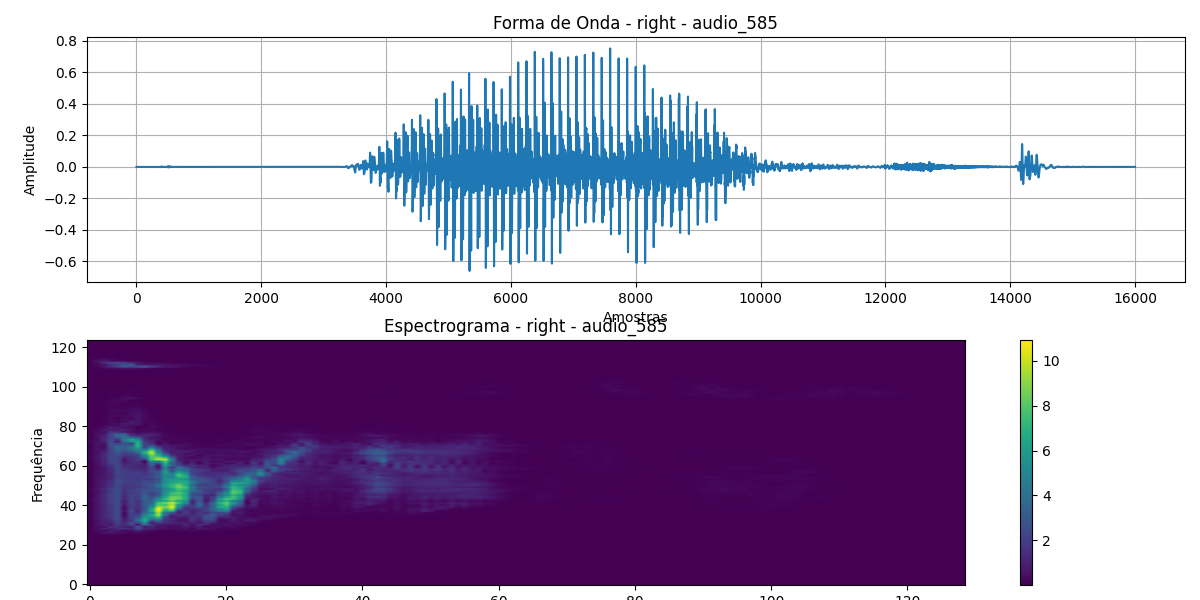 Forma de Onda - right - audio_585
0.8
0.6
0.4
0.2
0.0
−0.2
−0.4
−0.6
Amplitude
0 2000 4000 6000 8000 10000 12000 14000 16000
Amostras
Espectrograma - right - audio_585
120
100
80
60
40
20
0
Frequência
10
8
6
4
2
0 20 40 60 80 100 120